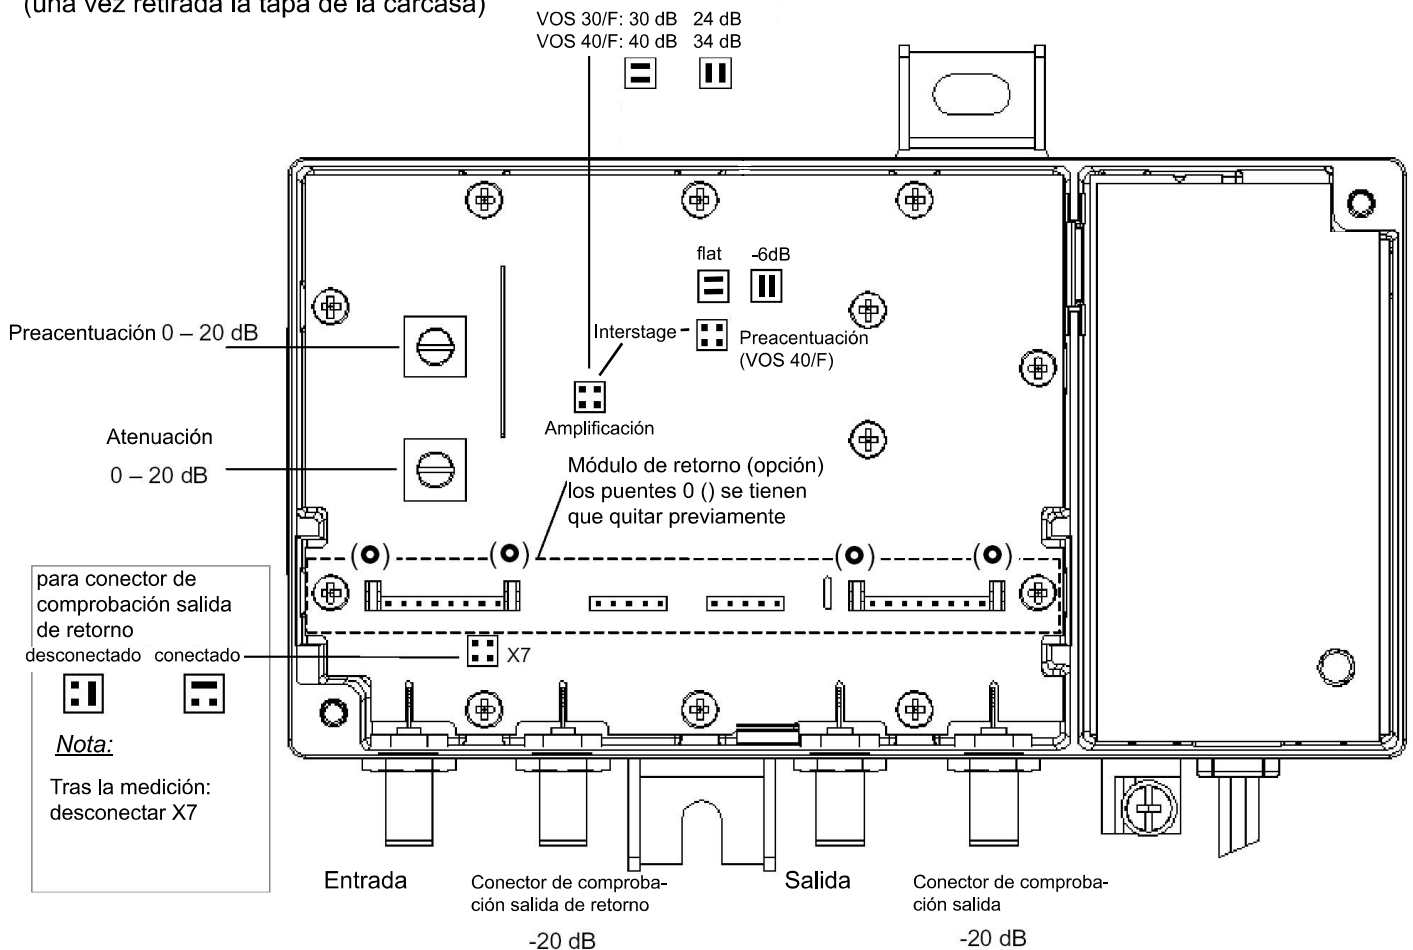 (una vez retirada la tapa de la carcasa)
VOS 30/F: 30 dB 24 dB
VOS 40/F: 40 dB 34 dB
flat -6dB
Interstage
Preacentuación
(VOS 40/F)
Preacentuación 0 – 20 dB
Amplificación
Atenuación
0 – 20 dB
Módulo de retorno (opción)
los puentes 0 () se tienen
que quitar previamente
para conector de
comprobación salida
de retorno
desconectado conectado
X7
Nota:
Tras la medición:
desconectar X7
Entrada
Conector de comproba-
ción salida de retorno
-20 dB
Salida
Conector de comproba-
ción salida
-20 dB